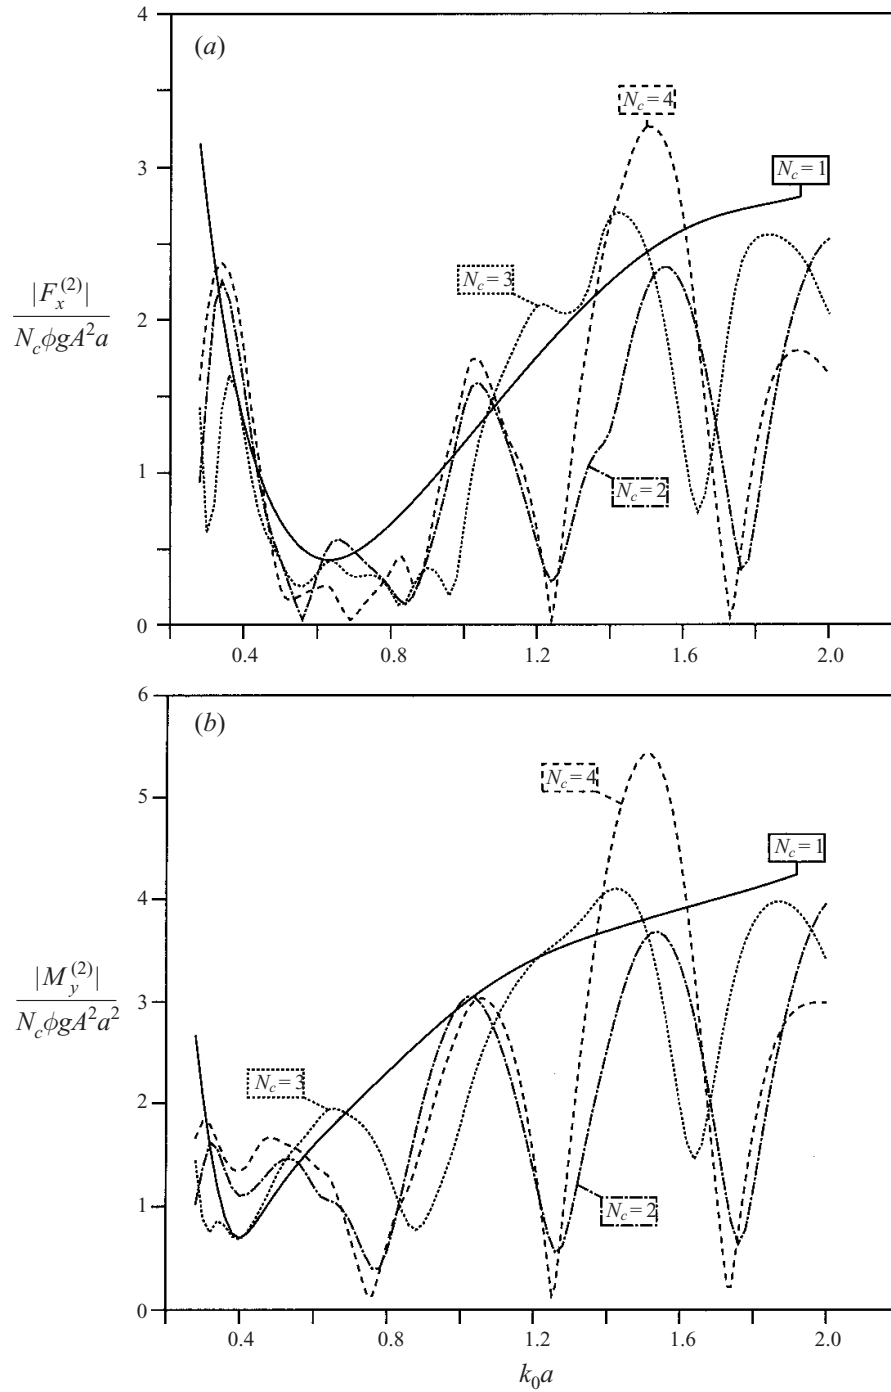 4
(a)
N_c = 4
3
N_c = 1
N_c = 3
|F_x^{(2)}|
N_cϕgA^2a
2
1
N_c = 2
0
0.4 0.8 1.2 1.6 2.0
6
(b)
N_c = 4
5
N_c = 1
4
|M_y^{(2)}|
N_cϕgA^2a^2
3
N_c = 3
2
1
N_c = 2
0
0.4 0.8 1.2 1.6 2.0
k_0a